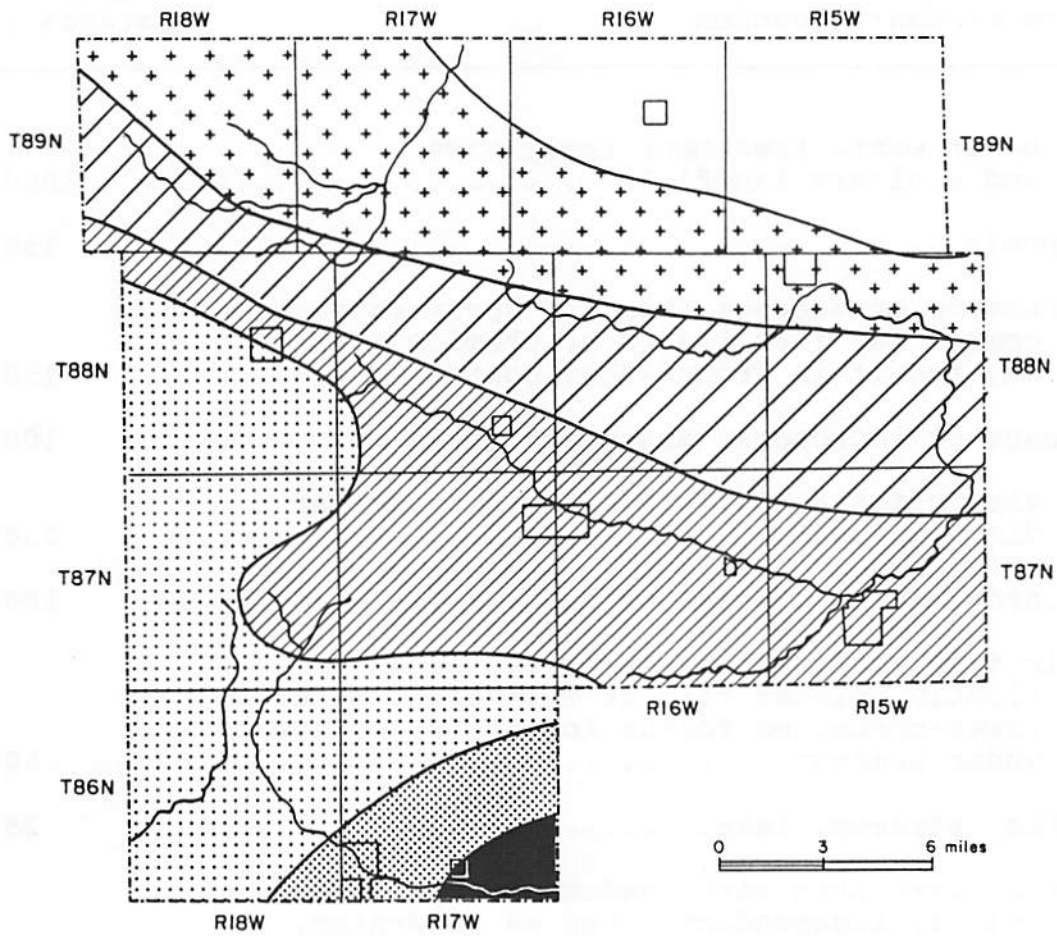 R18W R17W R16W R15W
T89N T89N
T88N T88N
T87N T87N
R16W R15W
T86N
0 3 6 miles
R18W R17W